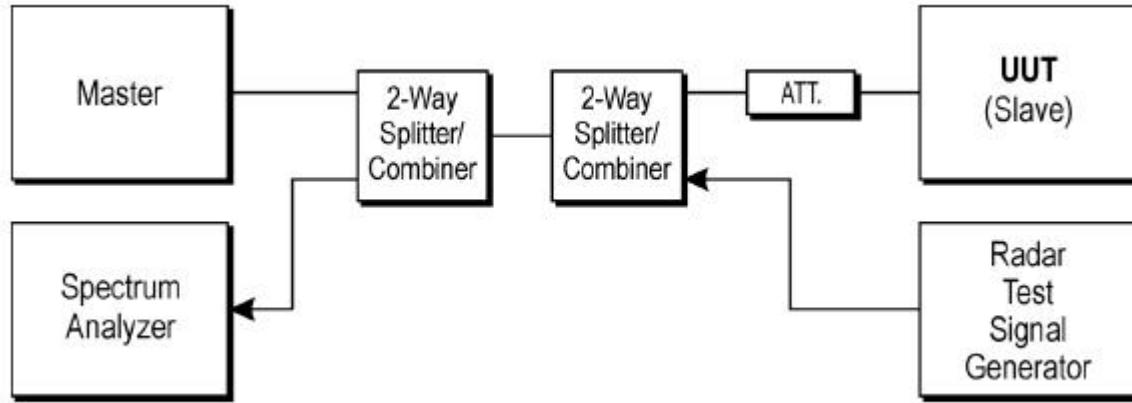 Master
2-Way
Splitter/
Combiner
2-Way
Splitter/
Combiner
ATT.
UUT
(Slave)
Spectrum
Analyzer
Radar
Test
Signal
Generator